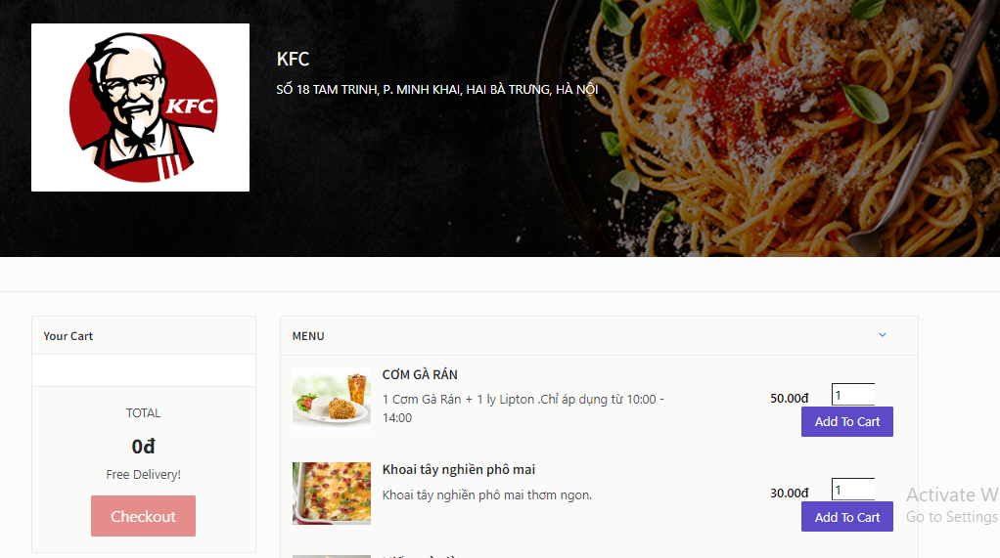 KFC
KFC
SỐ 18 TAM TRINH, P. MINH KHAI, HAI BÀ TRƯNG, HÀ NỘI
Your Cart
TOTAL
0đ
Free Delivery!
Checkout
MENU
CƠM GÀ RÁN
1 Cơm Gà Rán + 1 ly Lipton .Chỉ áp dụng từ 10:00 -
14:00
50.00đ
1
Add To Cart
Khoai tây nghiền phô mai
Khoai tây nghiền phô mai thơm ngon.
30.00đ
1
Add To Cart
Activate W
Go to Settings